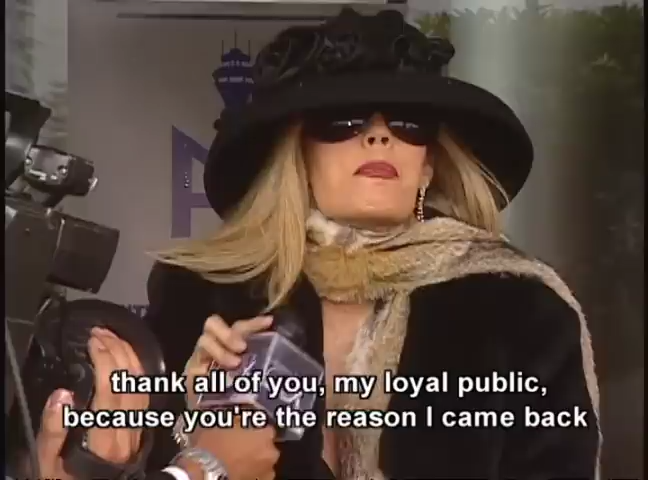 thank all of you, my loyal public,
because you're the reason I came back